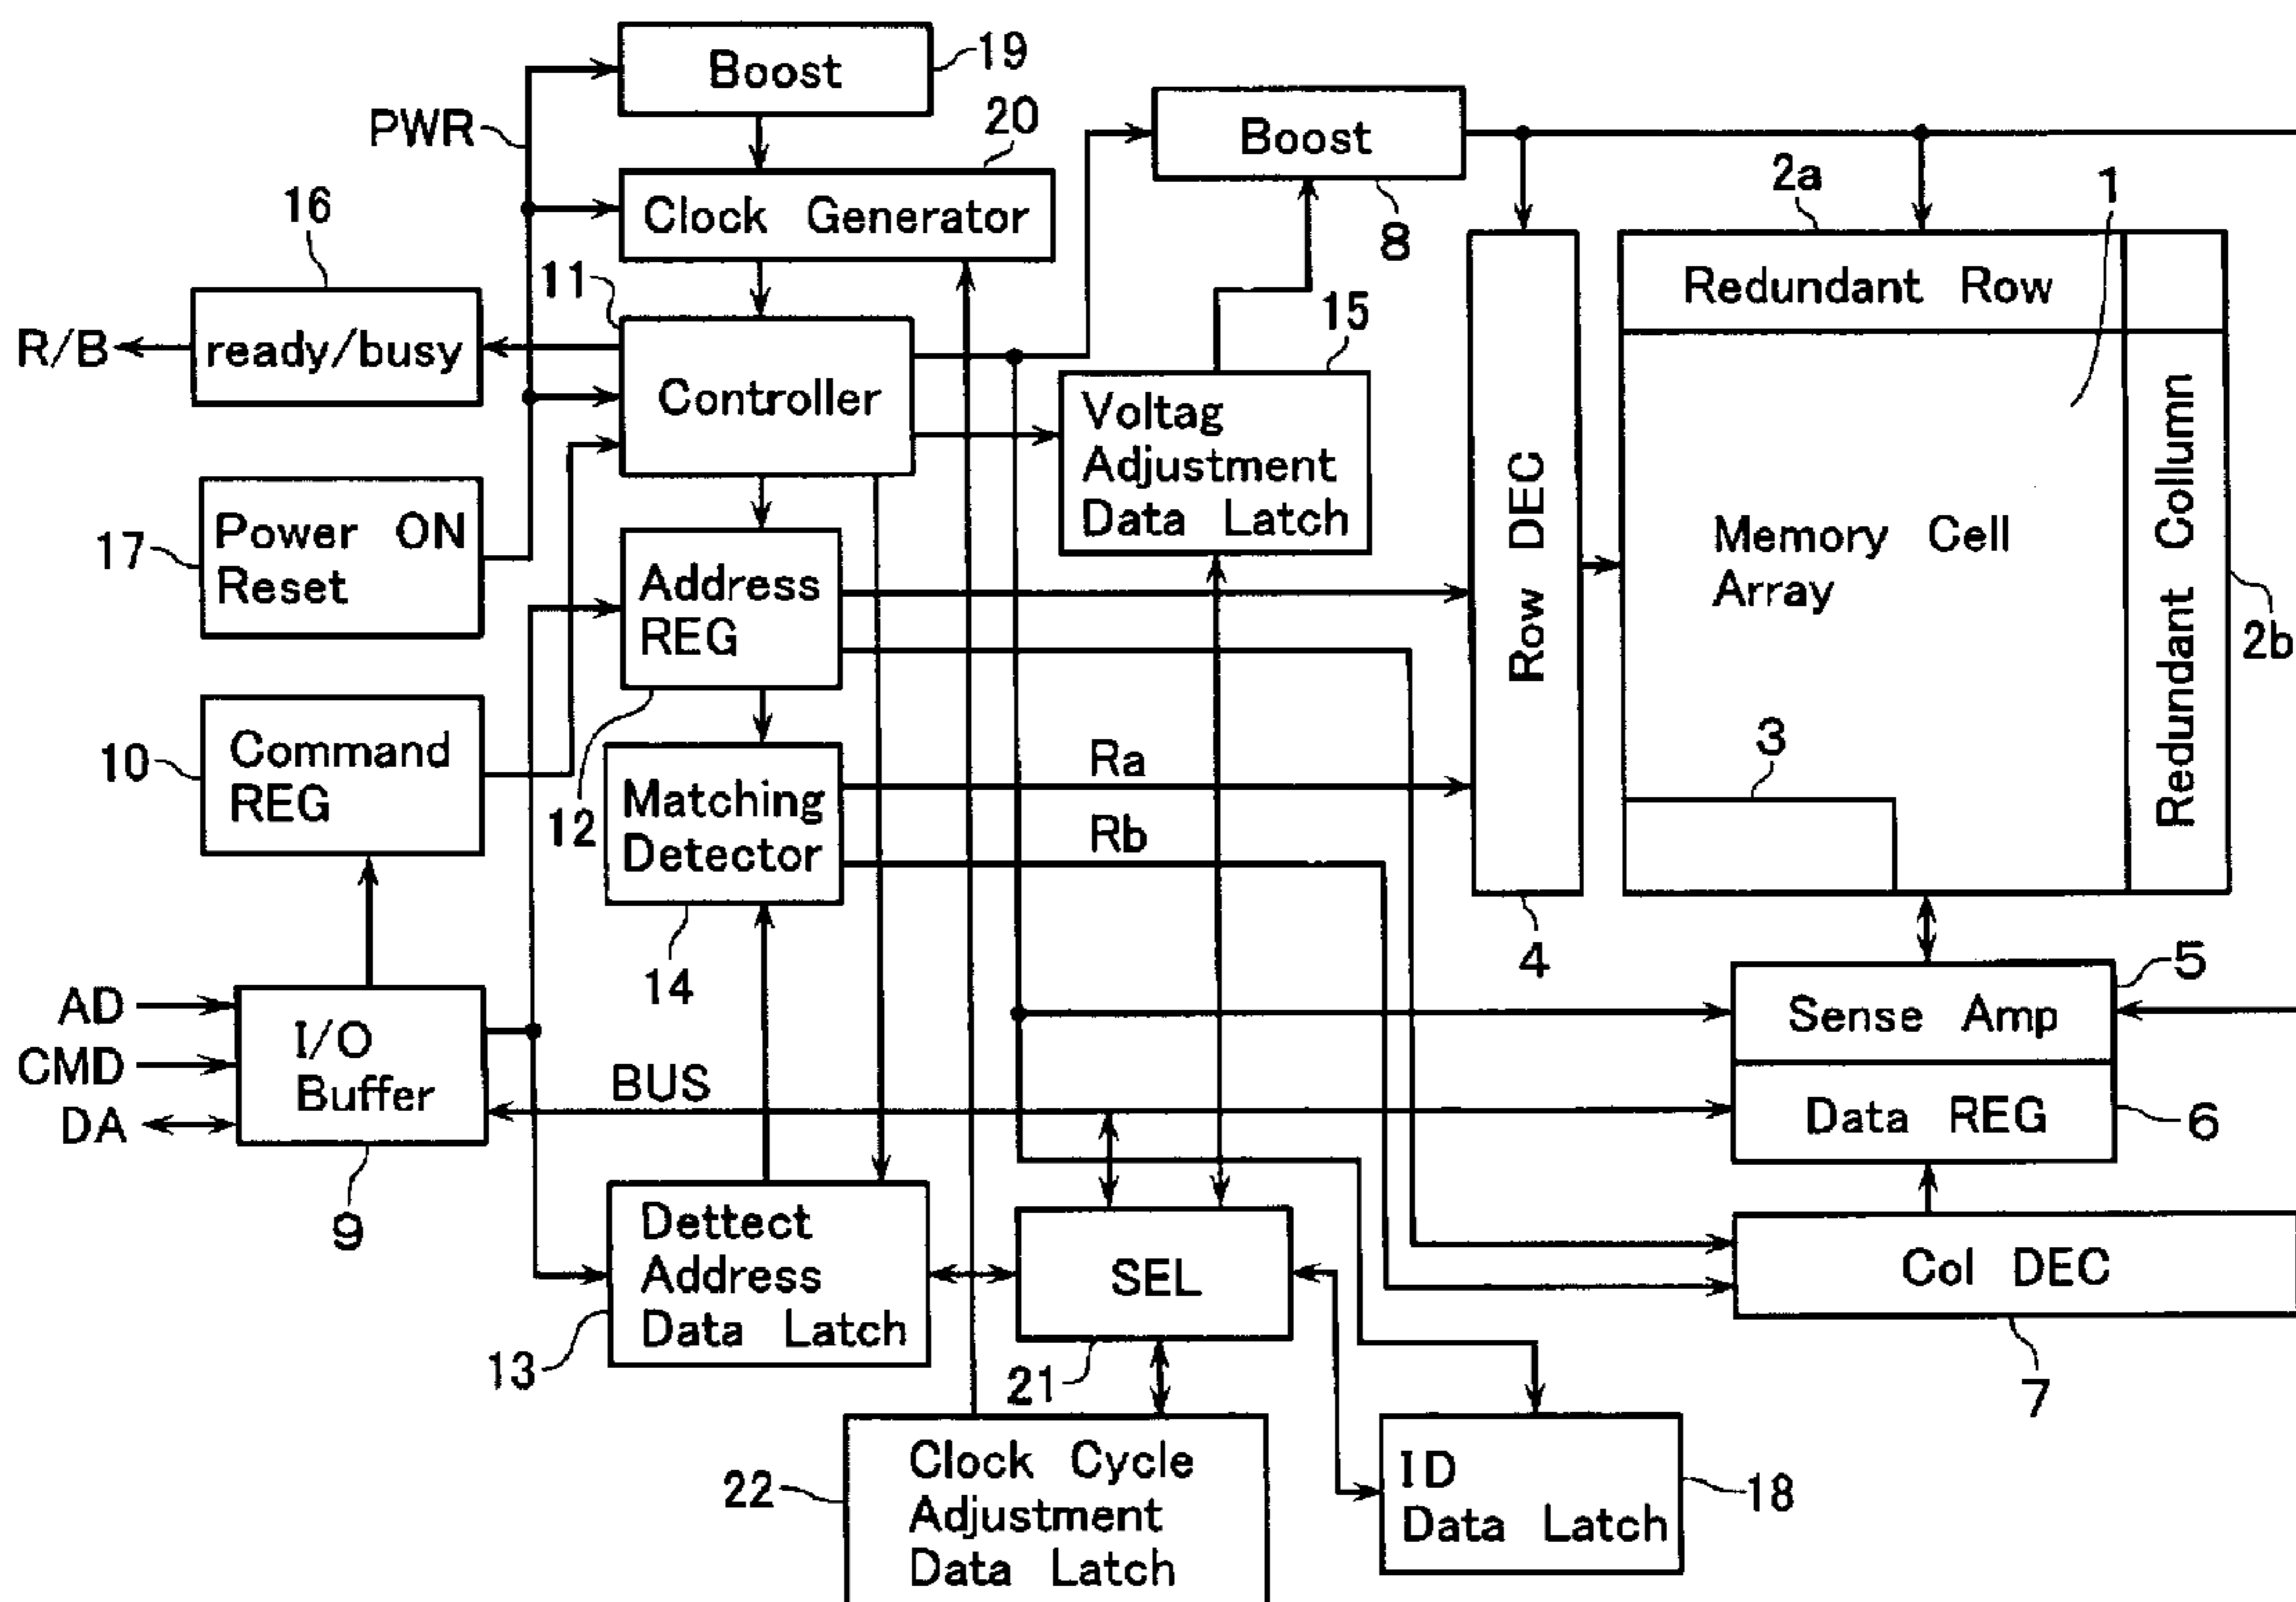 Boost
19
PWR
20
Clock Generator
Boost
8
2a
1
16
11
R/B
ready/busy
Controller
15
Voltag
Adjustment
Data Latch
Redundant Row
Row DEC
Memory Cell
Array
Redundant Collumn
2b
17
Power ON
Reset
Address
REG
10
Command
REG
12
Matching
Detector
Ra
Rb
3
4
14
5
Sense Amp
AD
CMD
DA
I/O
Buffer
BUS
Data REG
6
9
Dettect
Address
Data Latch
SEL
Col DEC
13
21
7
22
Clock Cycle
Adjustment
Data Latch
ID
Data Latch
18